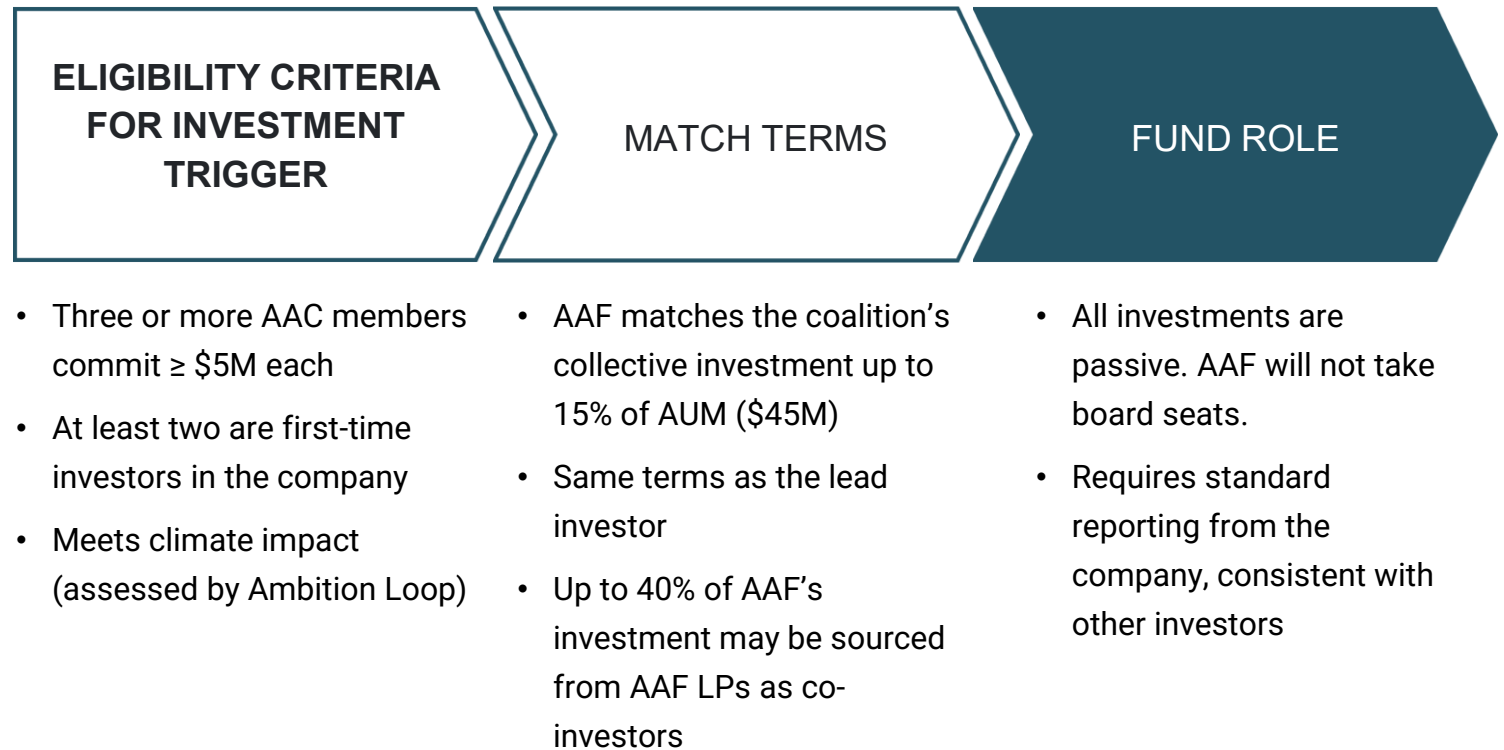 ELIGIBILITY CRITERIA
FOR INVESTMENT
TRIGGER
MATCH TERMS
FUND ROLE
• Three or more AAC members
commit ≥ $5M each
• At least two are first-time
investors in the company
• Meets climate impact
(assessed by Ambition Loop)
• AAF matches the coalition’s
collective investment up to
15% of AUM ($45M)
• Same terms as the lead
investor
• Up to 40% of AAF’s
investment may be sourced
from AAF LPs as co-
investors
• All investments are
passive. AAF will not take
board seats.
• Requires standard
reporting from the
company, consistent with
other investors